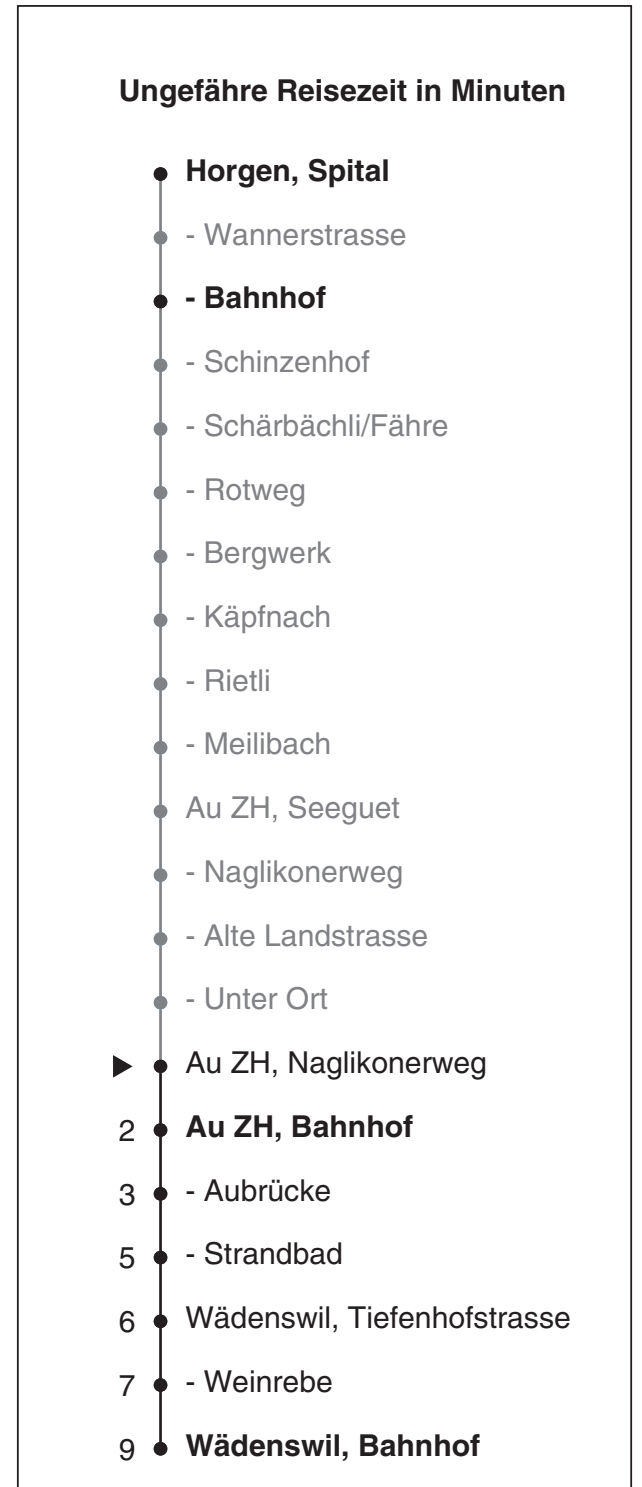 Ungefähre Reisezeit in Minuten
Horgen, Spital
- Wannerstrasse
- Bahnhof
- Schinzenhof
- Schärbächli/Fähre
- Rotweg
- Bergwerk
- Käpfnach
- Rietli
- Meilibach
Au ZH, Seeguet
- Naglikonerweg
- Alte Landstrasse
- Unter Ort
Au ZH, Naglikonerweg
2 Au ZH, Bahnhof
3 - Aubrücke
5 - Strandbad
6 Wädenswil, Tiefenhofstrasse
7 - Weinrebe
9 Wädenswil, Bahnhof